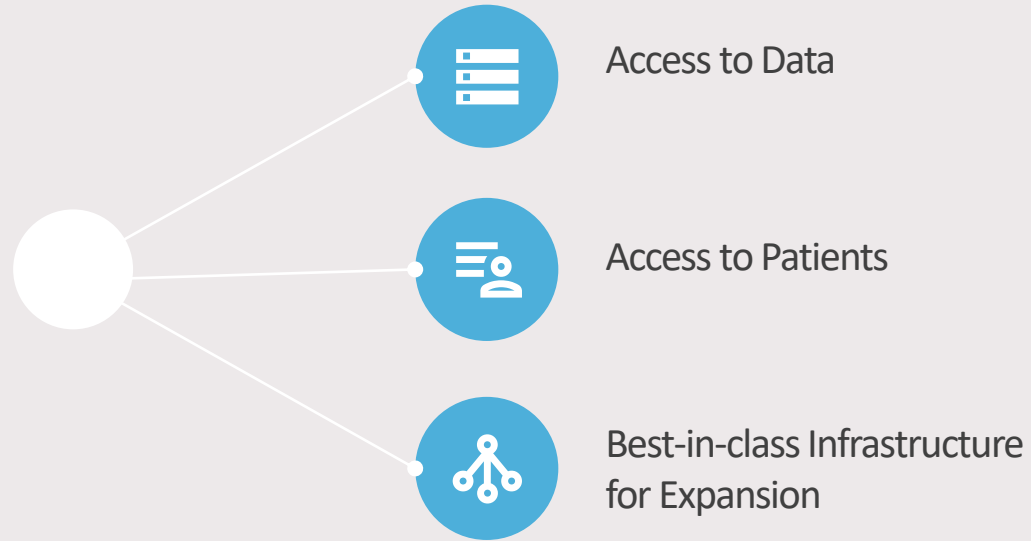 Access to Data
Access to Patients
Best-in-class Infrastructure
for Expansion